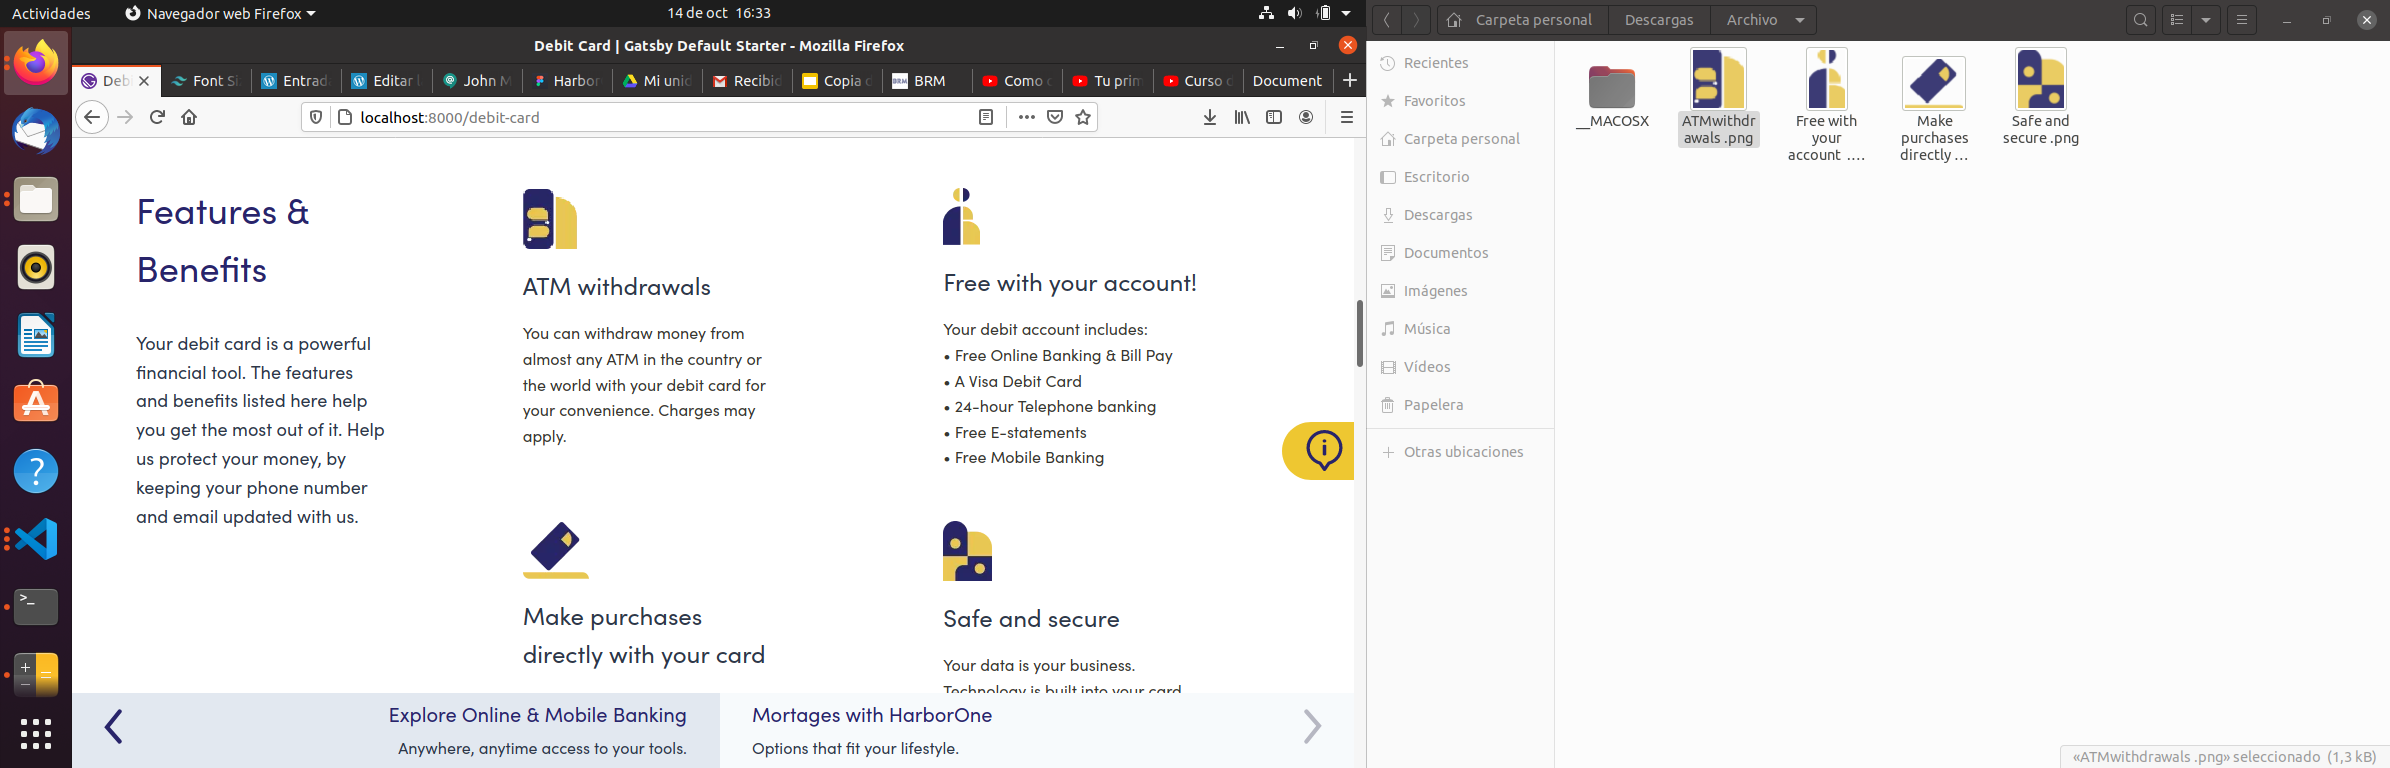 Actividades
Navegador web Firefox
14 de oct 16:33
Debit Card | Gatsby Default Starter - Mozilla Firefox
Deb
Font Si
Entrad
Editar l
John M
Harbor
Mi unid
Recibid
Copia d
BRM
BRM
Como c
Tu prim
Curso d
Document
localhost:8000/debit-card
Features &
Benefits
Your debit card is a powerful
financial tool. The features
and benefits listed here help
you get the most out of it. Help
us protect your money, by
keeping your phone number
and email updated with us.
ATM withdrawals
You can withdraw money from
almost any ATM in the country or
the world with your debit card for
your convenience. Charges may
apply.
Free with your account!
Your debit account includes:
• Free Online Banking & Bill Pay
• A Visa Debit Card
• 24-hour Telephone banking
• Free E-statements
• Free Mobile Banking
Make purchases
directly with your card
Safe and secure
Your data is your business.
Technology is built into your card
Explore Online & Mobile Banking
Anywhere, anytime access to your tools.
Mortages with HarborOne
Options that fit your lifestyle.
Carpeta personal
Descargas
Archivo
Recientes
Favoritos
Carpeta personal
Escritorio
Descargas
Documentos
Imágenes
Música
Vídeos
Papelera
Otras ubicaciones
__MACOSX
ATMwithdr
awals .png
Free with
your
account ....
Make
purchases
directly ...
Safe and
secure .png
«ATMwithdrawals .png» seleccionado (1,3 kB)